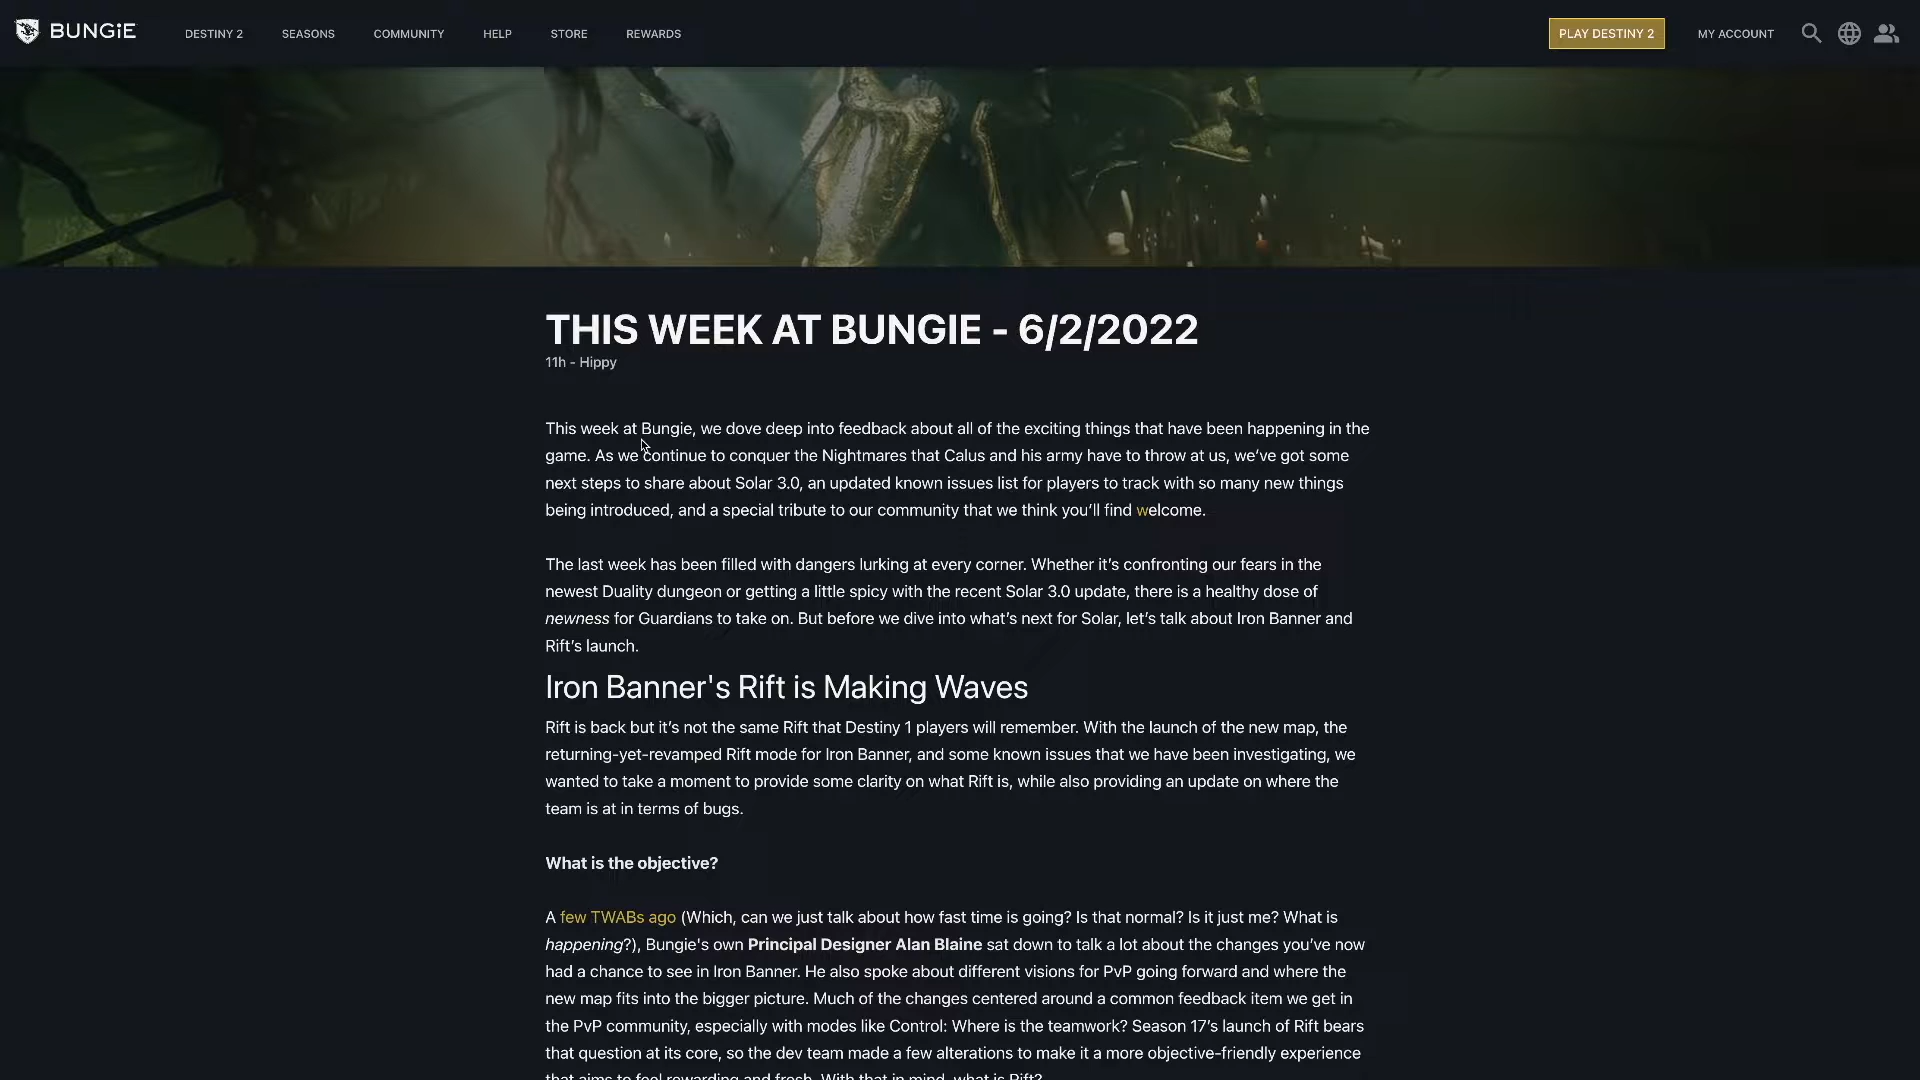 BUNGiE DESTINY 2 SEASONS COMMUNITY HELP STORE REWARDS PLAY DESTINY 2 MY ACCOUNT
THIS WEEK AT BUNGIE - 6/2/2022
11h - Hippy
This week at Bungie, we dove deep into feedback about all of the exciting things that have been happening in the
game. As we continue to conquer the Nightmares that Calus and his army have to throw at us, we’ve got some
next steps to share about Solar 3.0, an updated known issues list for players to track with so many new things
being introduced, and a special tribute to our community that we think you’ll find welcome.
The last week has been filled with dangers lurking at every corner. Whether it’s confronting our fears in the
newest Duality dungeon or getting a little spicy with the recent Solar 3.0 update, there is a healthy dose of
newness for Guardians to take on. But before we dive into what’s next for Solar, let’s talk about Iron Banner and
Rift’s launch.
Iron Banner's Rift is Making Waves
Rift is back but it’s not the same Rift that Destiny 1 players will remember. With the launch of the new map, the
returning-yet-revamped Rift mode for Iron Banner, and some known issues that we have been investigating, we
wanted to take a moment to provide some clarity on what Rift is, while also providing an update on where the
team is at in terms of bugs.
What is the objective?
A few TWABs ago (Which, can we just talk about how fast time is going? Is that normal? Is it just me? What is
happening?), Bungie's own Principal Designer Alan Blaine sat down to talk a lot about the changes you’ve now
had a chance to see in Iron Banner. He also spoke about different visions for PvP going forward and where the
new map fits into the bigger picture. Much of the changes centered around a common feedback item we get in
the PvP community, especially with modes like Control: Where is the teamwork? Season 17’s launch of Rift bears
that question at its core, so the dev team made a few alterations to make it a more objective-friendly experience
that aims to feel rewarding and fresh. With that in mind, what is Rift?